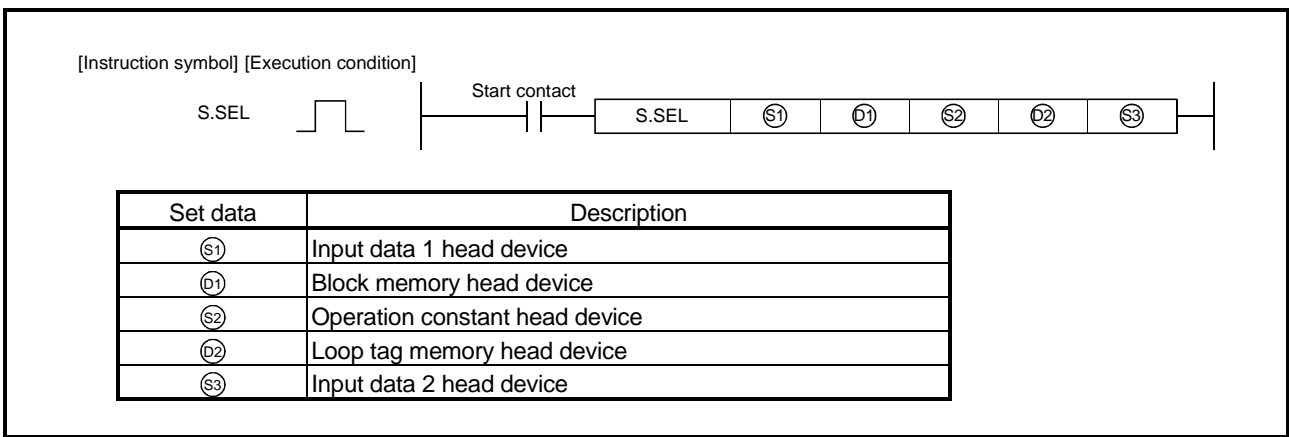 [Instruction symbol] [Execution condition]
Start contact
S.SEL S.SEL S1 D1 S2 D2 S3
Set data Description
S1 Input data 1 head device
D1 Block memory head device
S2 Operation constant head device
D2 Loop tag memory head device
S3 Input data 2 head device